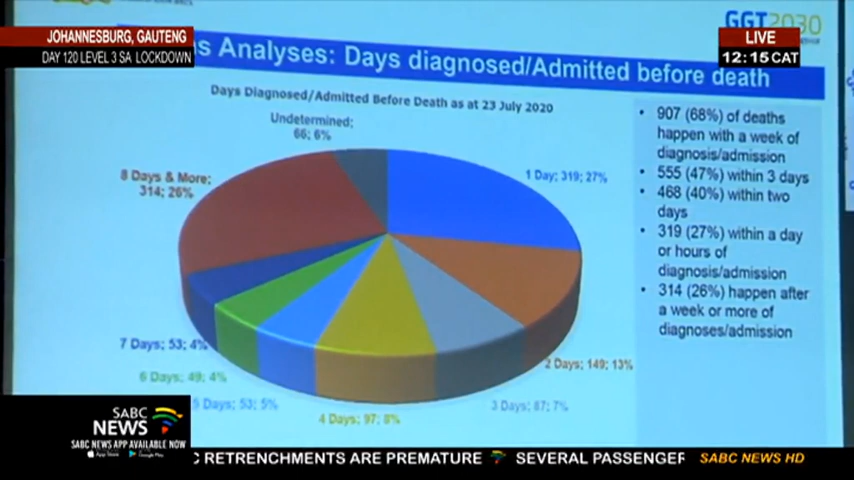 JOHANNESBURG, GAUTENG
DAY 120 LEVEL 3 SA LOCKDOWN
GGT2030
LIVE
12:15 CAT
Analyses: Days diagnosed/Admitted before death
Days Diagnosed/Admitted Before Death as at 23 July 2020
Undetermined;
66; 6%
8 Days & More;
314; 26%
1 Day; 319; 27%
7 Days; 53; 4%
6 Days; 49; 4%
5 Days; 53; 5%
4 Days; 97; 8%
3 Days; 87; 7%
2 Days; 149; 13%
• 907 (68%) of deaths
happen with a week of
diagnosis/admission
• 555 (47%) within 3 days
• 468 (40%) within two
days
• 319 (27%) within a day
or hours of
diagnosis/admission
• 314 (26%) happen after
a week or more of
diagnoses/admission
SABC
NEWS
SABC NEWS APP AVAILABLE NOW
App Store Google Play
RETRENCHMENTS ARE PREMATURE SEVERAL PASSENGER
SABC NEWS HD